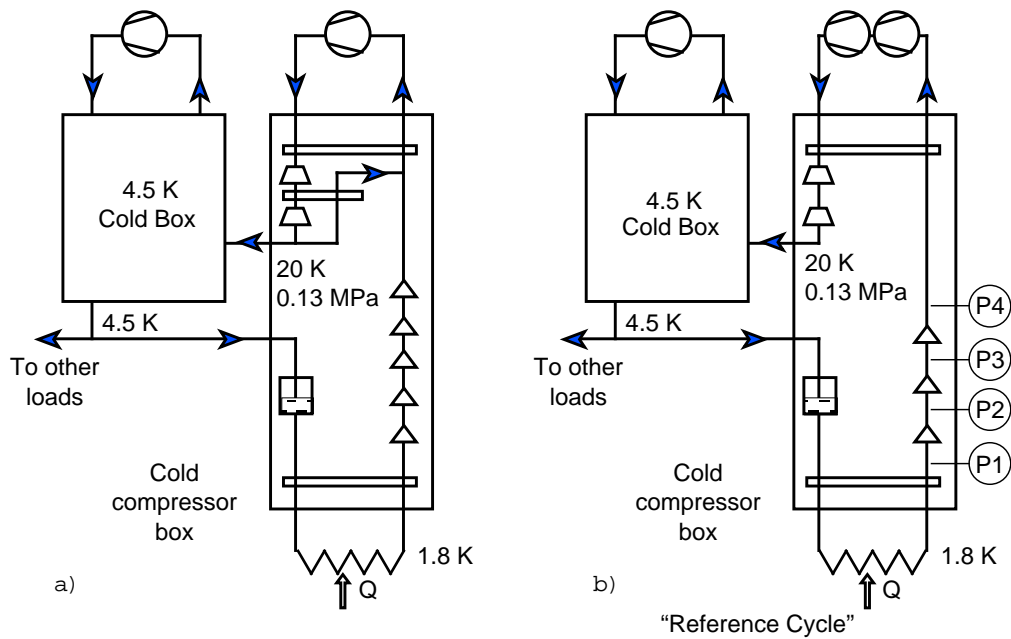 4.5 K
Cold Box
20 K
0.13 MPa
4.5 K
To other
loads
Cold
compressor
box
1.8 K
Q
a)
4.5 K
Cold Box
20 K
0.13 MPa
4.5 K
To other
loads
P4
P3
P2
P1
Cold
compressor
box
1.8 K
Q
b)
“Reference Cycle”